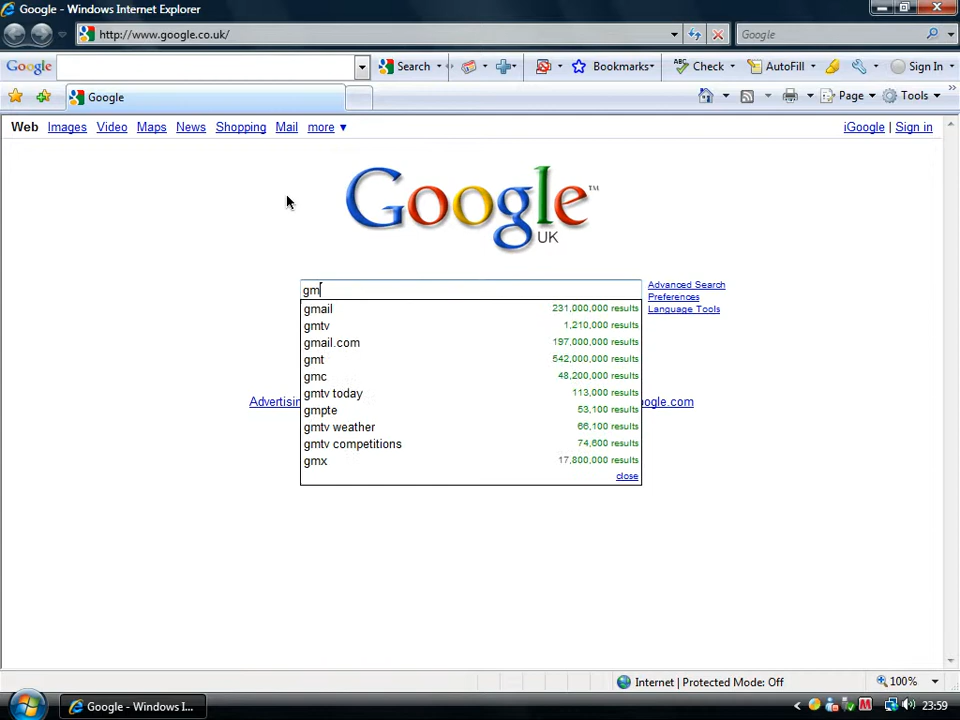 Google - Windows Internet Explorer
http://www.google.co.uk/
Google
Google
Search
Bookmarks
ABC Check
AutoFill
Sign In
Google
Page
Tools
Web Images Video Maps News Shopping Mail more ▼
iGoogle | Sign in
Google™
UK
gm
Advanced Search
Preferences
Language Tools
gmail 231,000,000 results
gmtv 1,210,000 results
gmail.com 197,000,000 results
gmt 542,000,000 results
gmc 48,200,000 results
gmtv today 113,000 results
gmpte 53,100 results
gmtv weather 66,100 results
gmtv competitions 74,600 results
gmx 17,800,000 results
close
Advertisin
ogle.com
Internet | Protected Mode: Off
100%
Google - Windows I...
23:59